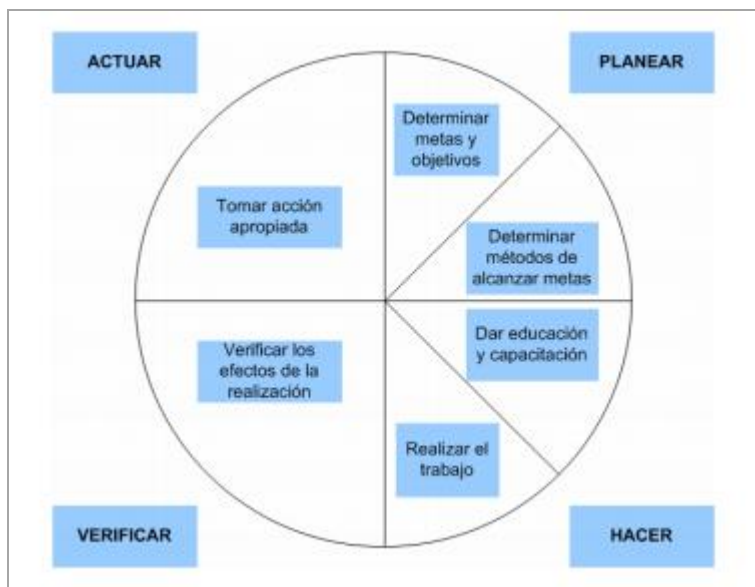 ACTUAR
PLANEAR
Determinar
metas y
objetivos
Tomar acción
apropiada
Determinar
métodos de
alcanzar metas
Dar educación
y capacitación
Verificar los
efectos de la
realización
Realizar el
trabajo
VERIFICAR
HACER